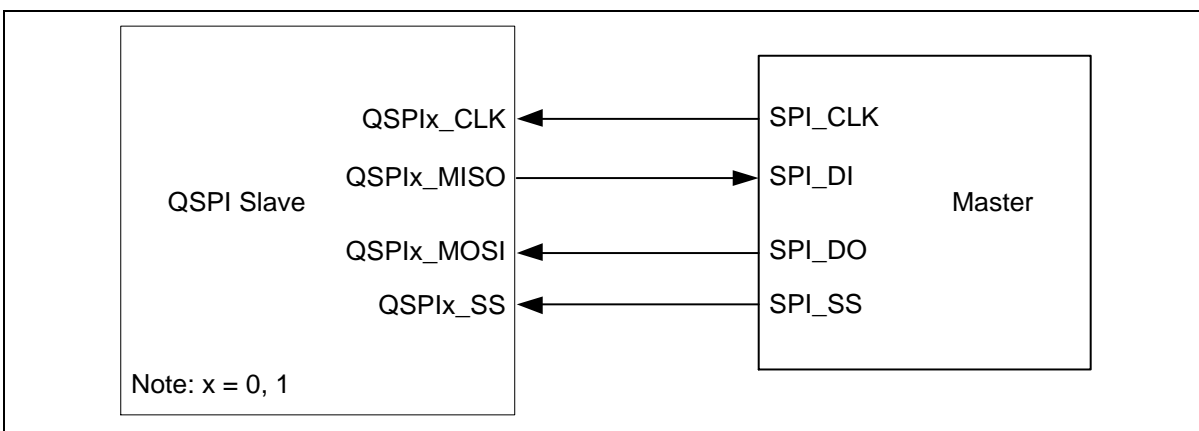 QSPIx_CLK
SPI_CLK
QSPIx_MISO
SPI_DI
QSPI Slave
Master
QSPIx_MOSI
SPI_DO
QSPIx_SS
SPI_SS
Note: x = 0, 1